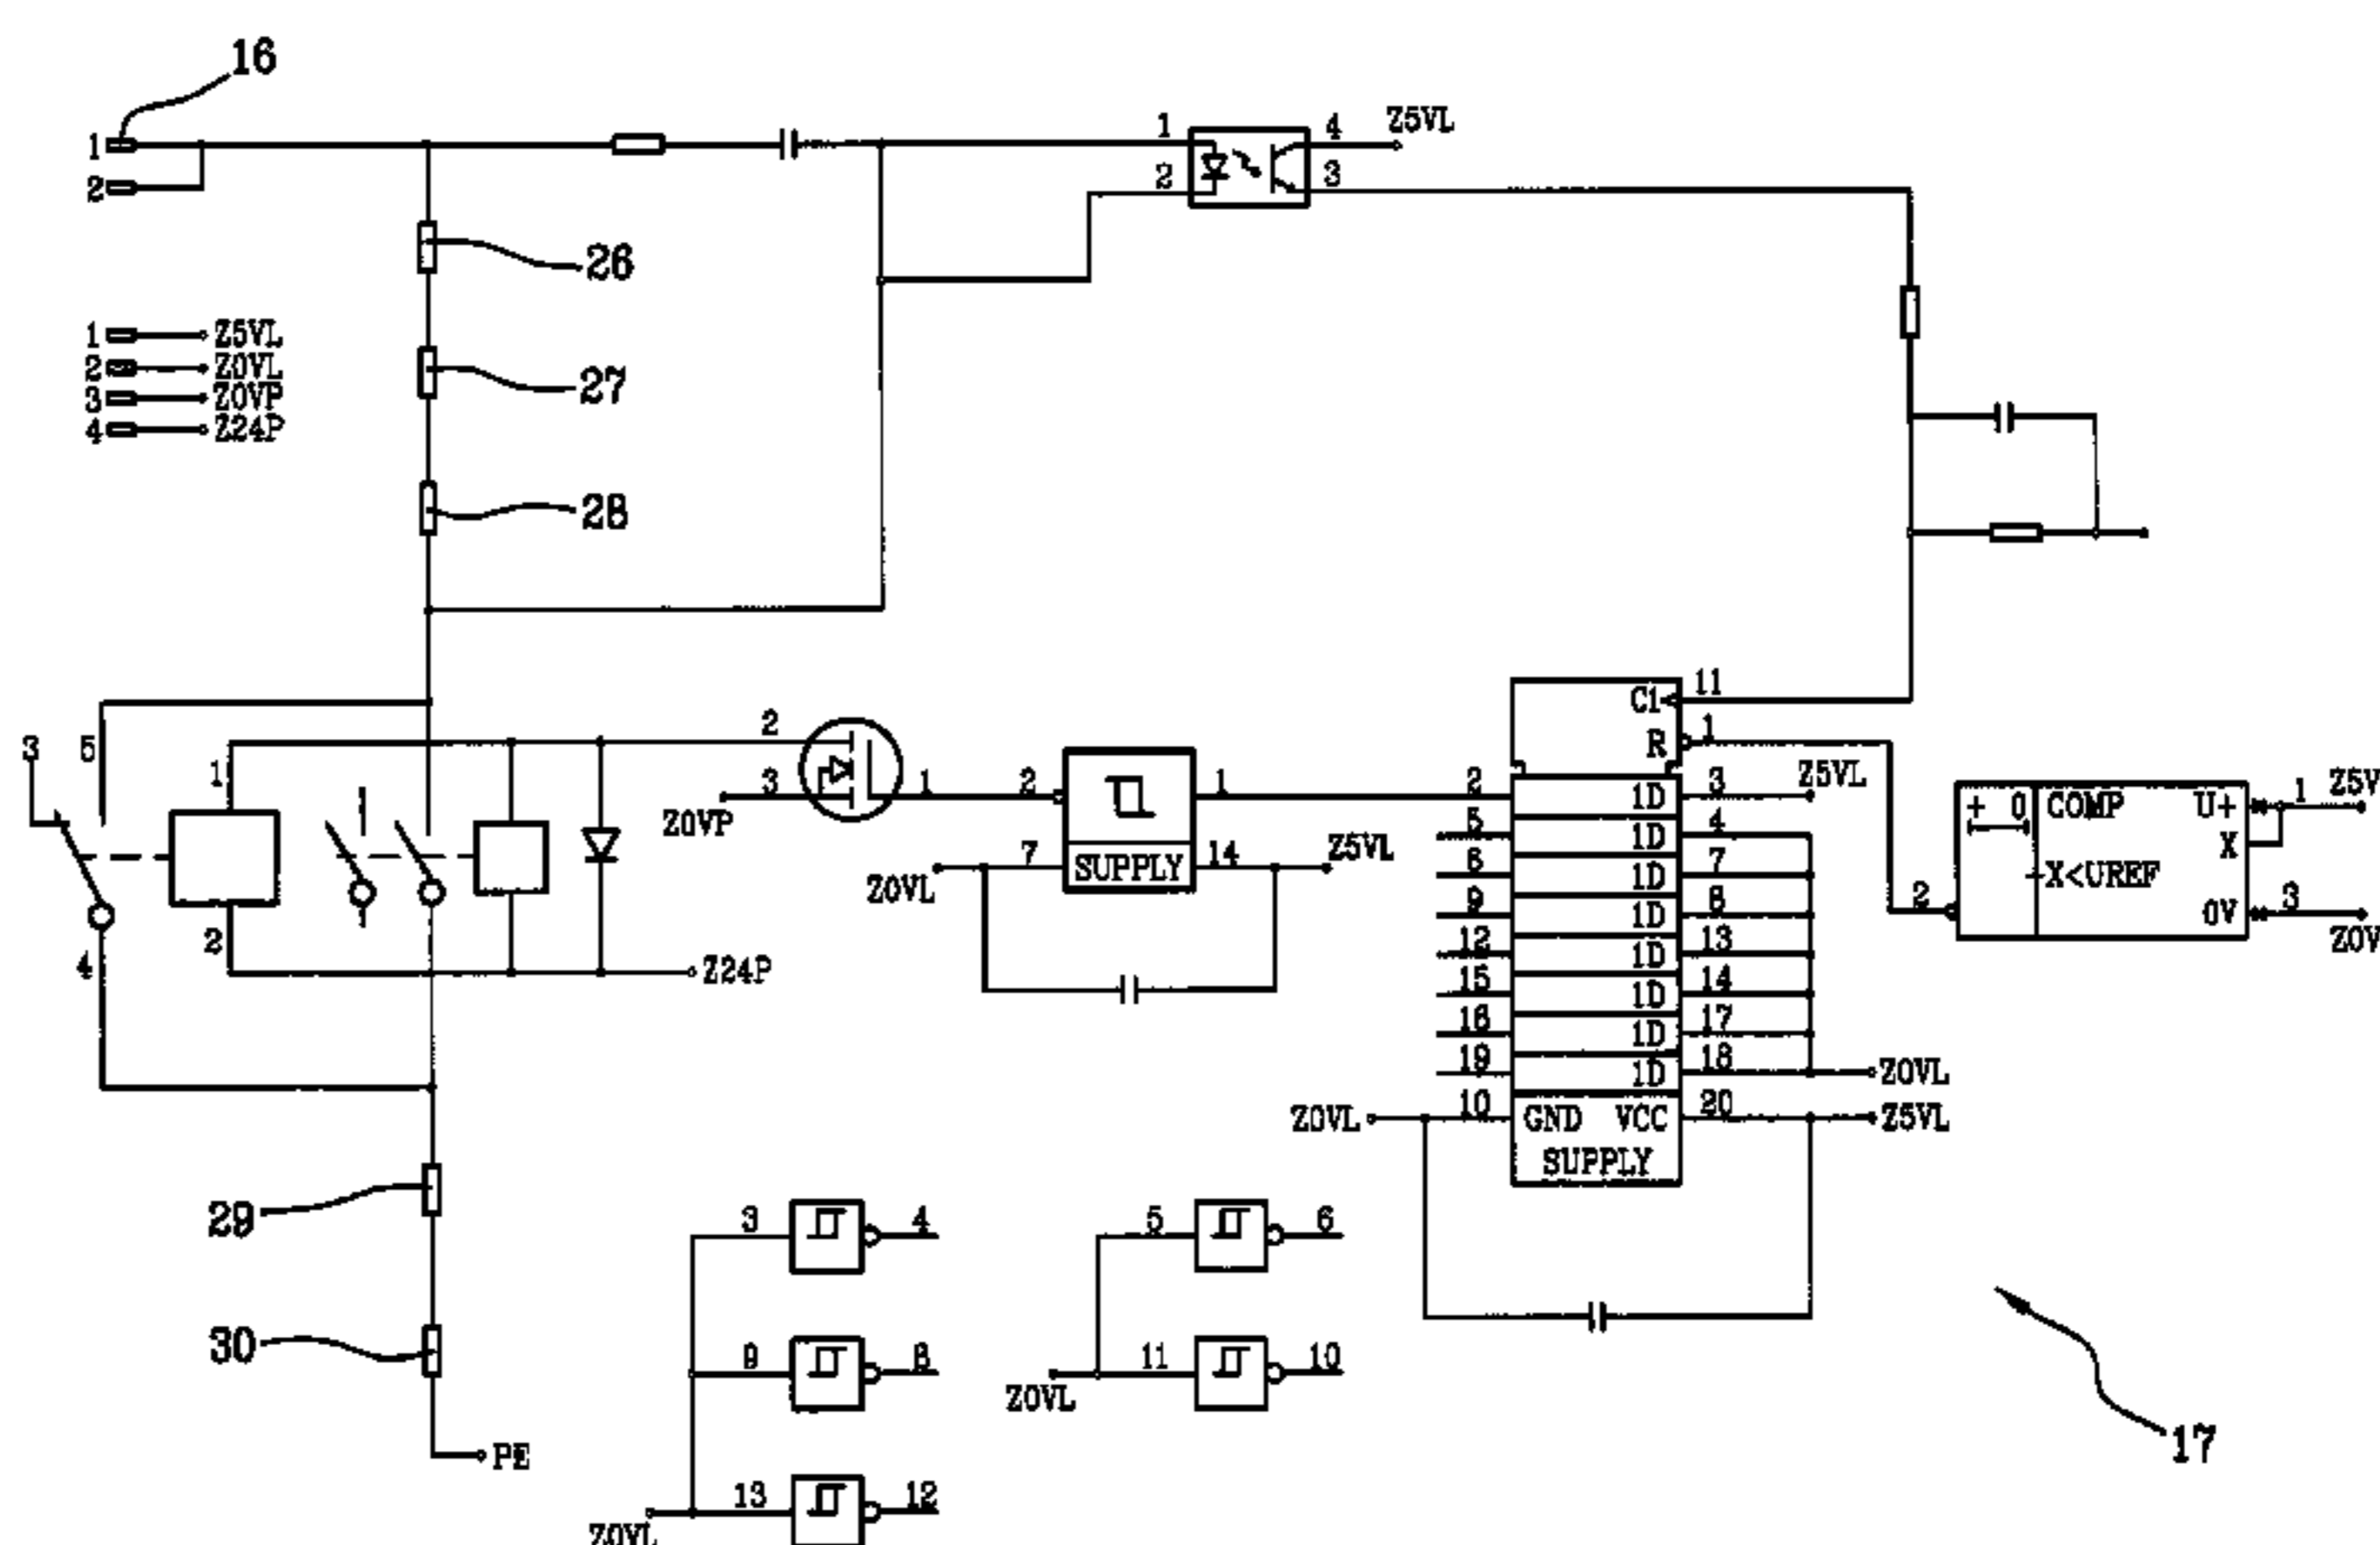 16
1
2
1 4 Z5VL
2 3
26
1 Z5VL
2 Z0VL
3 Z0VP
4 Z24P
27
28
C1 11
R 1
3 5 1
2
Z0VP 3 1 2 1 2 1D 3 Z5VL
+ 0 COMP U+ 1 Z5V
X
X<UREF
2 0V 3
Z0V
5 1D 4
Z0VL 7 SUPPLY 14 Z5VL
6 1D 7
9 1D 8
12 1D 13
15 1D 14
16 1D 17
19 1D 18 Z0VL
2
4
Z24P
Z0VL 10 GND VCC 20 Z5VL
SUPPLY
29
3 4
5 6
30
9 8
Z0VL 11 10
PE
Z0VL 13 12
17